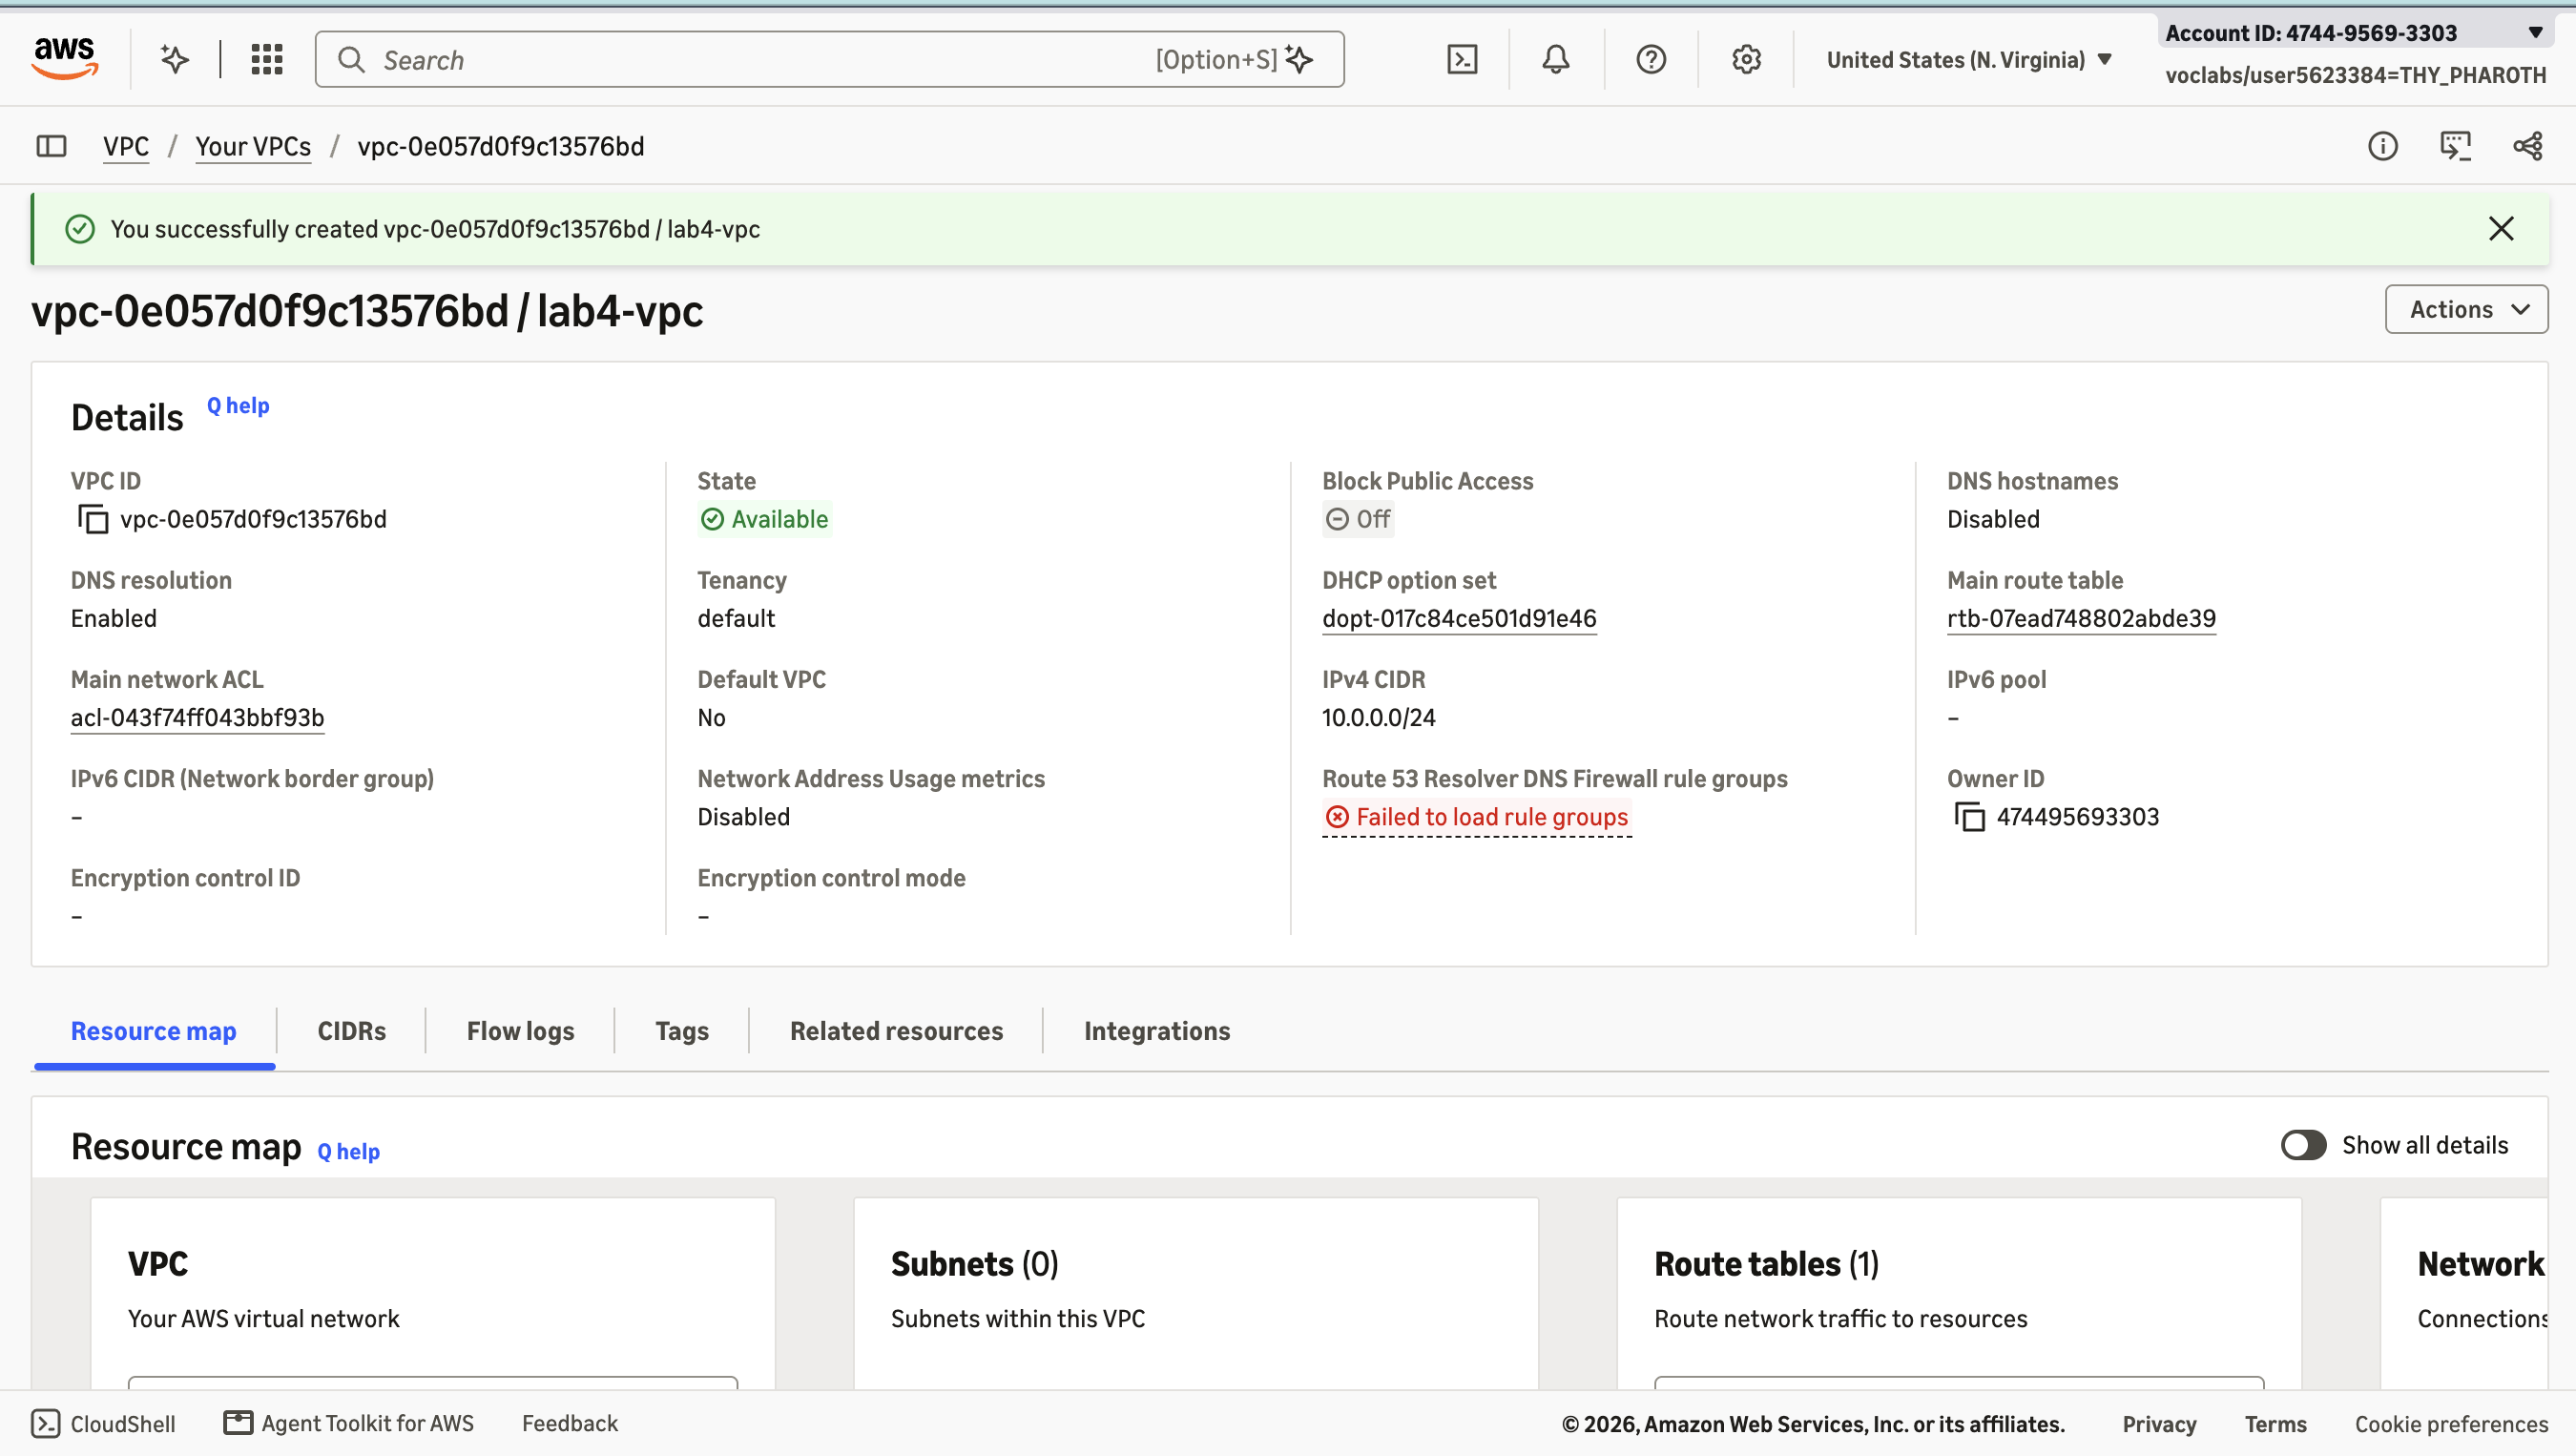 aws
Search
[Option+S]
United States (N. Virginia)
Account ID: 4744-9569-3303
voclabs/user5623384=THY_PHAROTH
VPC / Your VPCs / vpc-0e057d0f9c13576bd
You successfully created vpc-0e057d0f9c13576bd / lab4-vpc
vpc-0e057d0f9c13576bd / lab4-vpc
Actions
Details Q help
VPC ID
vpc-0e057d0f9c13576bd
State
Available
Block Public Access
Off
DNS hostnames
Disabled
DNS resolution
Enabled
Tenancy
default
DHCP option set
dopt-017c84ce501d91e46
Main route table
rtb-07ead748802abde39
Main network ACL
acl-043f74ff043bbf93b
Default VPC
No
IPv4 CIDR
10.0.0.0/24
IPv6 pool
–
IPv6 CIDR (Network border group)
–
Network Address Usage metrics
Disabled
Route 53 Resolver DNS Firewall rule groups
Failed to load rule groups
Owner ID
474495693303
Encryption control ID
–
Encryption control mode
–
Resource map
CIDRs
Flow logs
Tags
Related resources
Integrations
Resource map Q help
Show all details
VPC
Your AWS virtual network
Subnets (0)
Subnets within this VPC
Route tables (1)
Route network traffic to resources
Network
Connections
CloudShell
Agent Toolkit for AWS
Feedback
© 2026, Amazon Web Services, Inc. or its affiliates.
Privacy
Terms
Cookie preferences